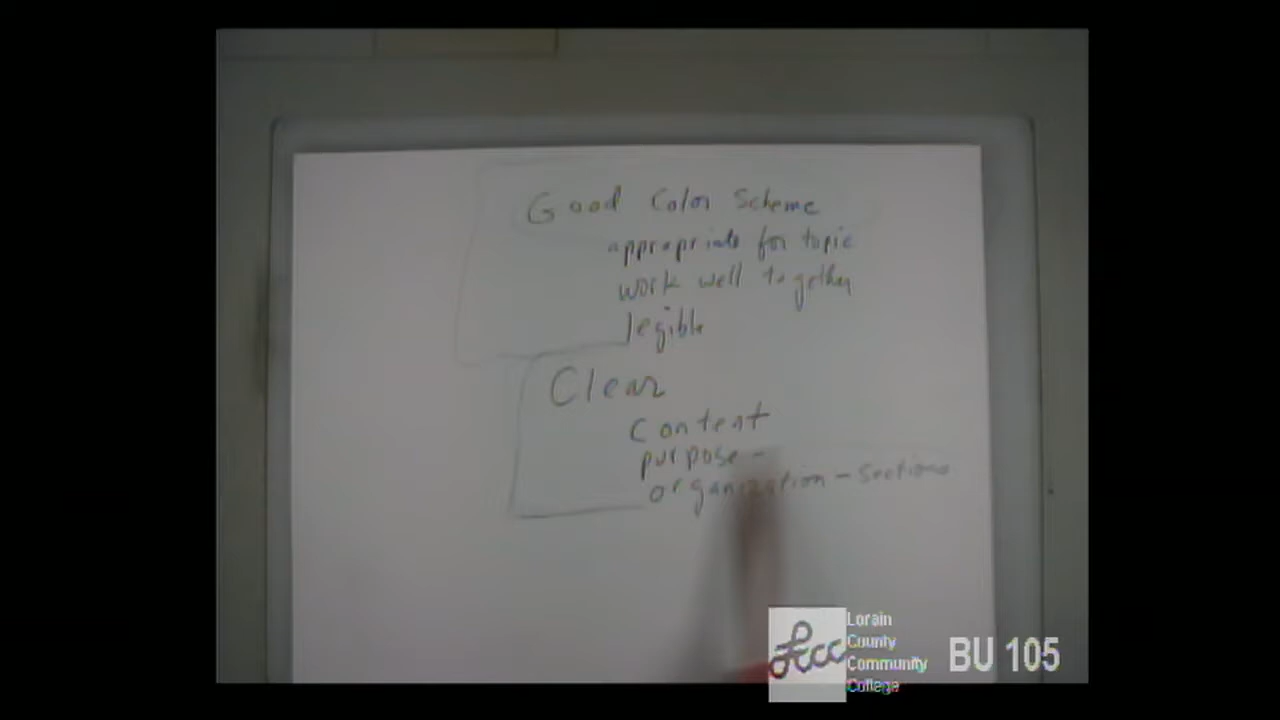 Good Color Scheme
appropriate for topic
work well together
legible
Clear
Content
purpose -
organization - sections
lccc
Lorain
County
Community
College
BU 105